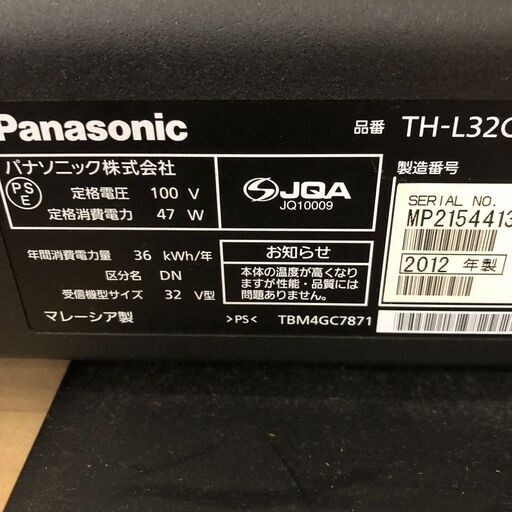 Panasonic
品番 TH-L32C
パナソニック株式会社
PS
E
定格電圧 100 V
定格消費電力 47 W
JQA
JQ10009
製造番号
SERIAL NO.
MP2154413
2012 年製
年間消費電力量 36 kWh/年
区分名 DN
受信機型サイズ 32 V型
マレーシア製
お知らせ
本体の温度が高くなり
ますが性能・品質には
問題ありません。
>PS< TBM4GC7871